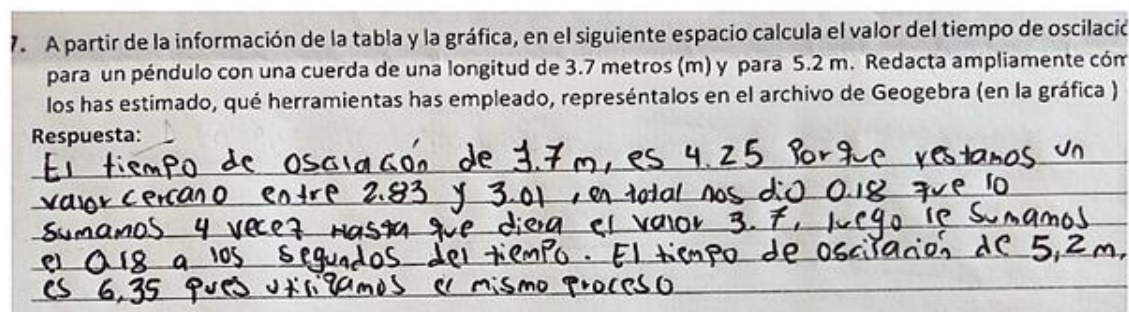 7. A partir de la información de la tabla y la gráfica, en el siguiente espacio calcula el valor del tiempo de oscilació
para un péndulo con una cuerda de una longitud de 3.7 metros (m) y para 5.2 m. Redacta ampliamente cóm
los has estimado, qué herramientas has empleado, represéntalos en el archivo de Geogebra (en la gráfica )
Respuesta:
El tiempo de oscilación de 3.7 m, es 4.25 Porque restamos un
valor cercano entre 2.83 y 3.01, en total nos dio 0.18 que lo
sumamos 4 vecez Hasta que diera el valor 3.7, luego le sumamos
el 0.18 a los segundos del tiempo. El tiempo de oscilación de 5,2 m,
es 6,35 pues utilizamos el mismo proceso